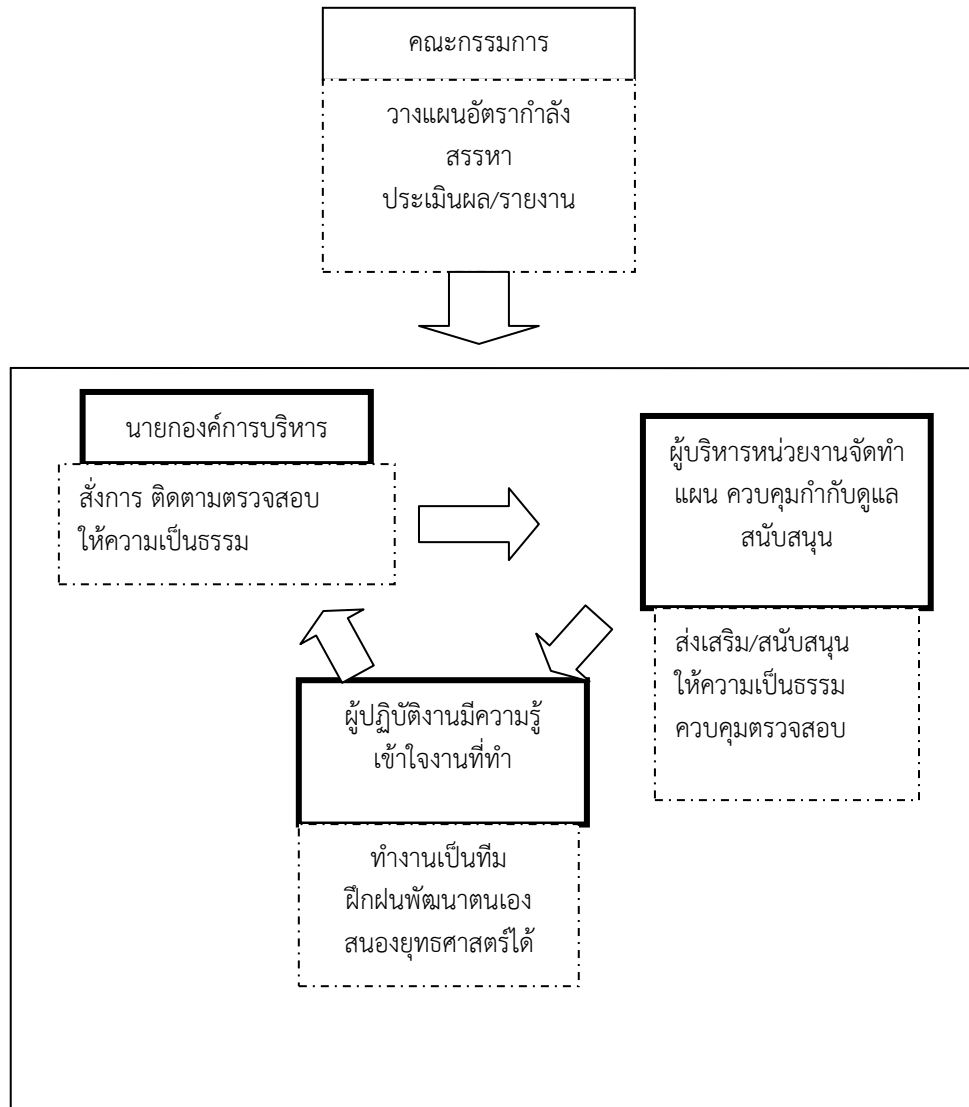 คณะกรรมการ
วางแผนอัตรากำลัง
สรรหา
ประเมินผล/รายงาน
นายกองค์การบริหาร
สั่งการ ติดตามตรวจสอบ
ให้ความเป็นธรรม
ผู้บริหารหน่วยงานจัดทำ
แผน ควบคุมกำกับดูแล
สนับสนุน
ส่งเสริม/สนับสนุน
ให้ความเป็นธรรม
ควบคุมตรวจสอบ
ผู้ปฏิบัติงานมีความรู้
เข้าใจงานที่ทำ
ทำงานเป็นทีม
ฝึกฝนพัฒนาตนเอง
สนองยุทธศาสตร์ได้